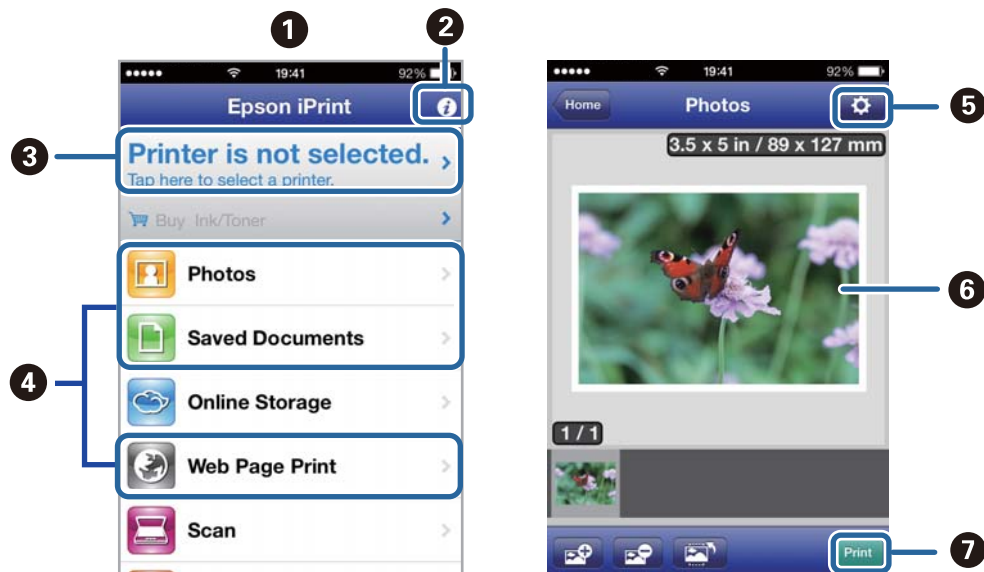 1
2
19:41
92%
Epson iPrint
3
Printer is not selected.
Tap here to select a printer.
Buy Ink/Toner
Photos
Saved Documents
4
Online Storage
Web Page Print
Scan
19:41
92%
Home
Photos
5
3.5 x 5 in / 89 x 127 mm
6
1 / 1
Print
7